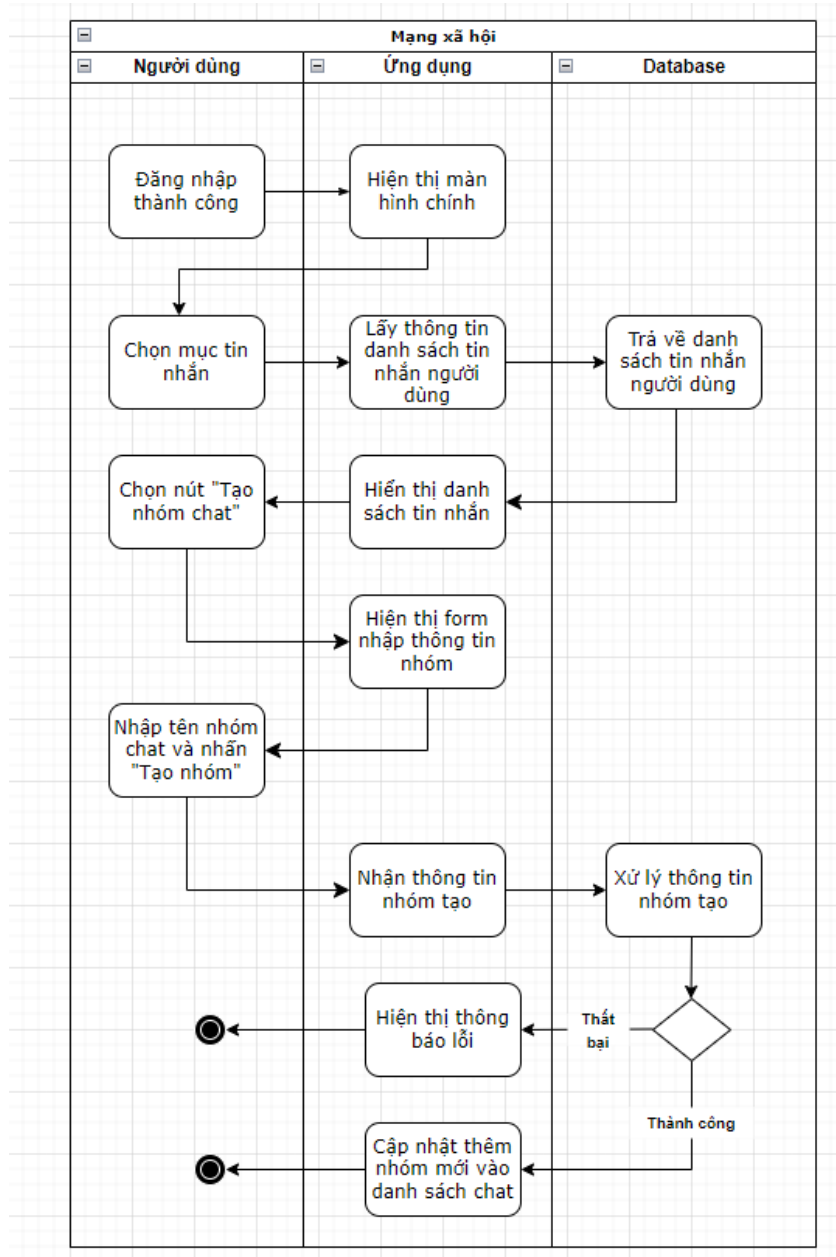 Mạng xã hội
Người dùng
Ứng dụng
Database
Đăng nhập
thành công
Hiện thị màn
hình chính
Chọn mục tin
nhắn
Lấy thông tin
danh sách tin
nhắn người
dùng
Trả về danh
sách tin nhắn
người dùng
Chọn nút "Tạo
nhóm chat"
Hiển thị danh
sách tin nhắn
Hiện thị form
nhập thông tin
nhóm
Nhập tên nhóm
chat và nhấn
"Tạo nhóm"
Nhận thông tin
nhóm tạo
Xử lý thông tin
nhóm tạo
Hiện thị thông
báo lỗi
Thất
bại
Thành công
Cập nhật thêm
nhóm mới vào
danh sách chat